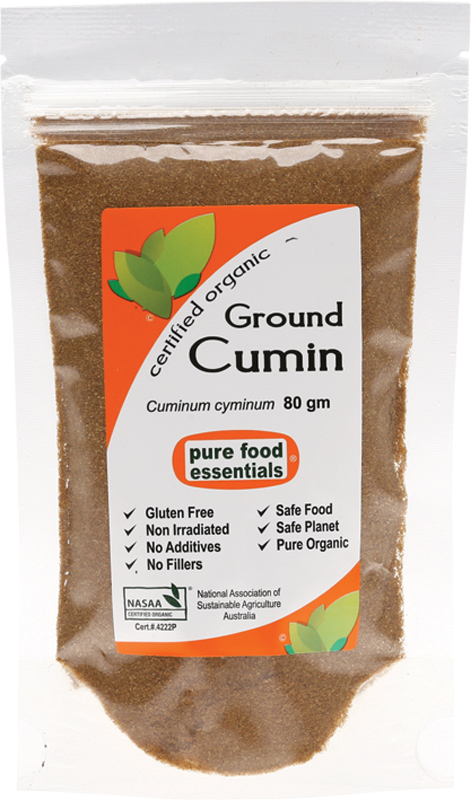 ©
certified organic
Ground
Cumin
Cuminum cyminum 80 gm
pure food
essentials®
✓ Gluten Free
✓ Non Irradiated
✓ No Additives
✓ No Fillers
✓ Safe Food
✓ Safe Planet
✓ Pure Organic
NASAA ®
CERTIFIED ORGANIC
Cert.#.4222P
National Association of
Sustainable Agriculture
Australia
©